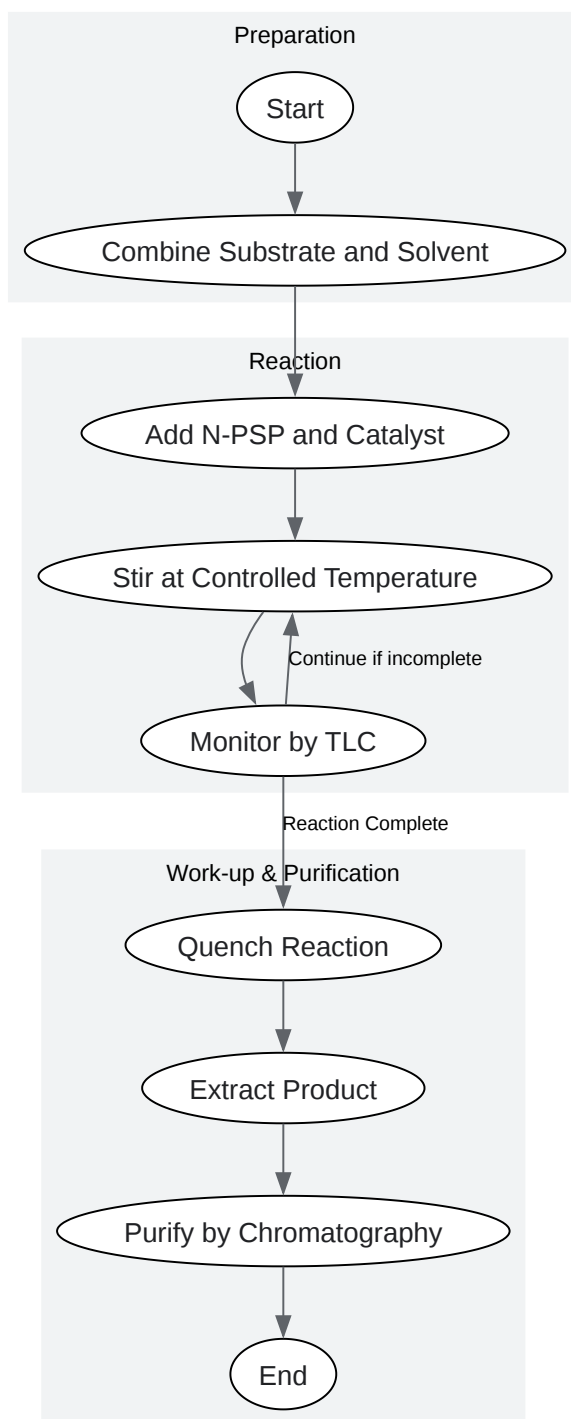 Preparation
Start
Combine Substrate and Solvent
Reaction
Add N-PSP and Catalyst
Stir at Controlled Temperature
Continue if incomplete
Monitor by TLC
Reaction Complete
Work-up & Purification
Quench Reaction
Extract Product
Purify by Chromatography
End